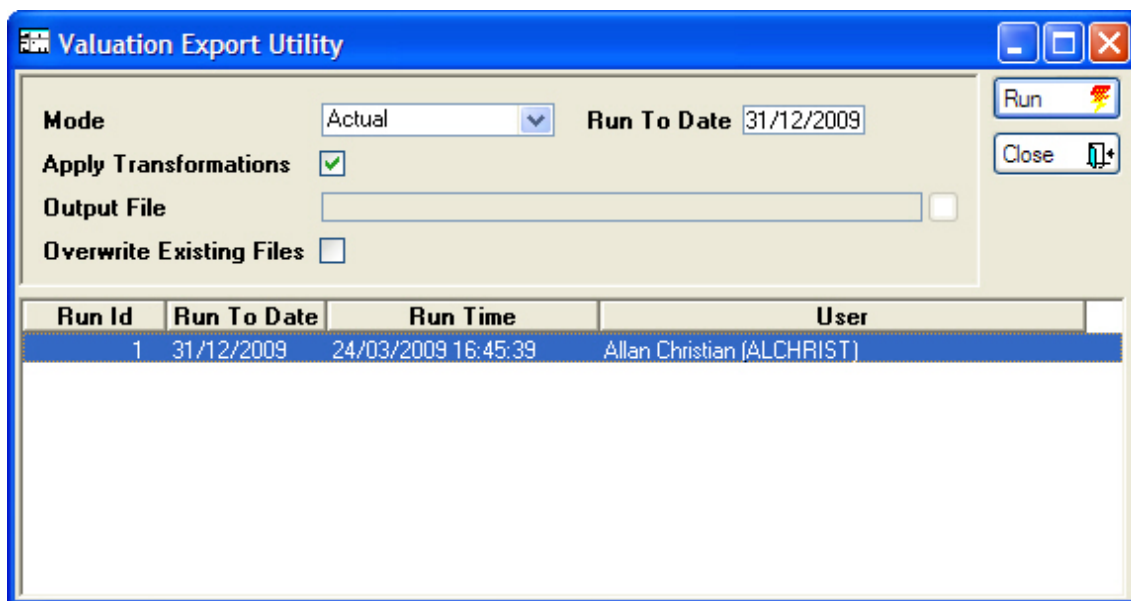 Valuation Export Utility
Mode Actual Run To Date 31/12/2009 Run
Apply Transformations Close
Output File
Overwrite Existing Files
Run Id Run To Date Run Time User
1 31/12/2009 24/03/2009 16:45:39 Allan Christian (ALCHRIST)